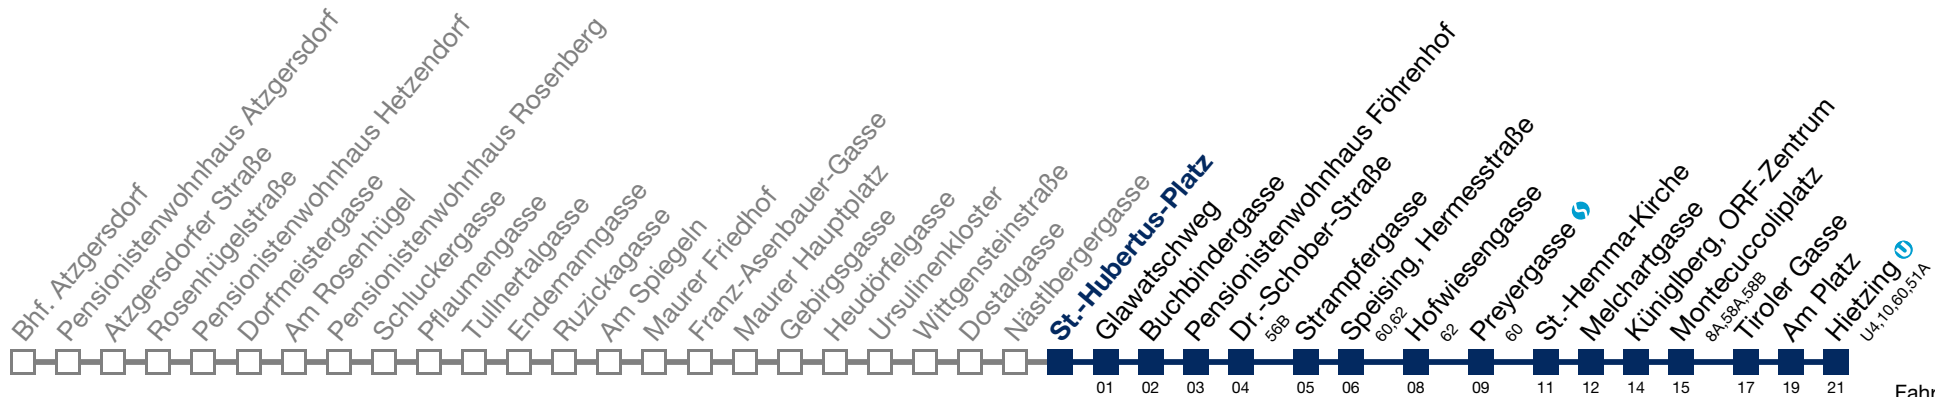 Bhf. Atzgersdorf
Pensionistenwohnhaus Atzgersdorf
Atzgersdorfer Straße
Rosenhügelstraße
Pensionistenwohnhaus Hetzendorf
Dorfmeistergasse
Am Rosenhügel
Pensionistenwohnhaus Rosenberg
Schluckergasse
Pflaumengasse
Tullnertalgasse
Endemanngasse
Ruzickagasse
Am Spiegeln
Maurer Friedhof
Franz-Asenbauer-Gasse
Maurer Hauptplatz
Gebirgsgasse
Heudörfelgasse
Ursulinenkloster
Wittgensteinstraße
Dostalgasse
Nästlbergergasse
St.-Hubertus-Platz
Glawatschweg
Buchbindergasse
Pensionistenwohnhaus Föhrenhof
Dr.-Schober-Straße
56B
Strampfergasse
Speising, Hermesstraße
60,62
Hofwiesengasse
62
Preyergasse S
60
St.-Hemma-Kirche
Melchartgasse
Küniglberg, ORF-Zentrum
Montecuccoliplatz
8A,58A,58B
Tiroler Gasse
Am Platz
Hietzing U
U4,10,60,51A
01 02 03 04 05 06 08 09 11 12 14 15 17 19 21
Fahr